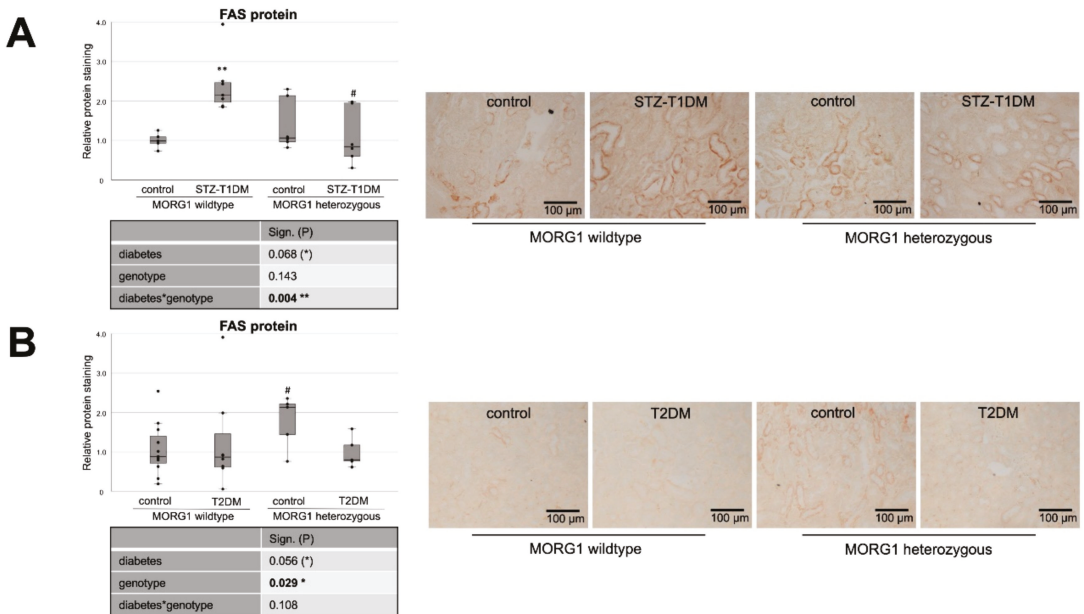 A
FAS protein
Relative protein staining
4.0
3.0
2.0
1.0
0
**
#
control STZ-T1DM control STZ-T1DM
MORG1 wildtype MORG1 heterozygous
Sign. (P)
diabetes 0.068 (*)
genotype 0.143
diabetes*genotype 0.004 **
control STZ-T1DM control STZ-T1DM
100 µm 100 µm 100 µm 100 µm
MORG1 wildtype MORG1 heterozygous
B
FAS protein
Relative protein staining
4.0
3.0
2.0
1.0
0
#
control T2DM control T2DM
MORG1 wildtype MORG1 heterozygous
Sign. (P)
diabetes 0.056 (*)
genotype 0.029 *
diabetes*genotype 0.108
control T2DM control T2DM
100 µm 100 µm 100 µm 100 µm
MORG1 wildtype MORG1 heterozygous